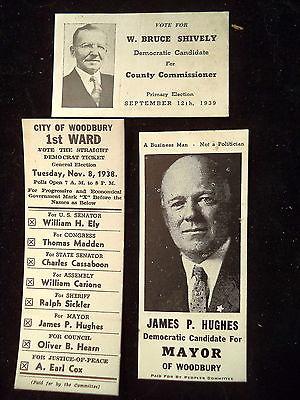 VOTE FOR
W. BRUCE SHIVELY
Democratic Candidate
For
County Commissioner
Primary Election
SEPTEMBER 12th, 1939
CITY OF WOODBURY
1st WARD
VOTE THE STRAIGHT
DEMOCRAT TICKET
General Election
Tuesday, Nov. 8, 1938.
Polls Open 7 A. M. to 8 P. M.
For Progressive and Economical
Government Mark "X" Before the
Names as Below
For U. S. SENATOR
William H. Ely
For CONGRESS
Thomas Madden
For STATE SENATOR
Charles Cassaboon
For ASSEMBLY
William Carione
For SHERIFF
Ralph Sickler
For MAYOR
James P. Hughes
For COUNCIL
Oliver B. Hearn
For JUSTICE-OF-PEACE
A. Earl Cox
(Paid for by the Committee)
A Business Man - Not a Politician
JAMES P. HUGHES
Democratic Candidate For
MAYOR
OF WOODBURY
PAID FOR BY PEOPLES COMMITTEE